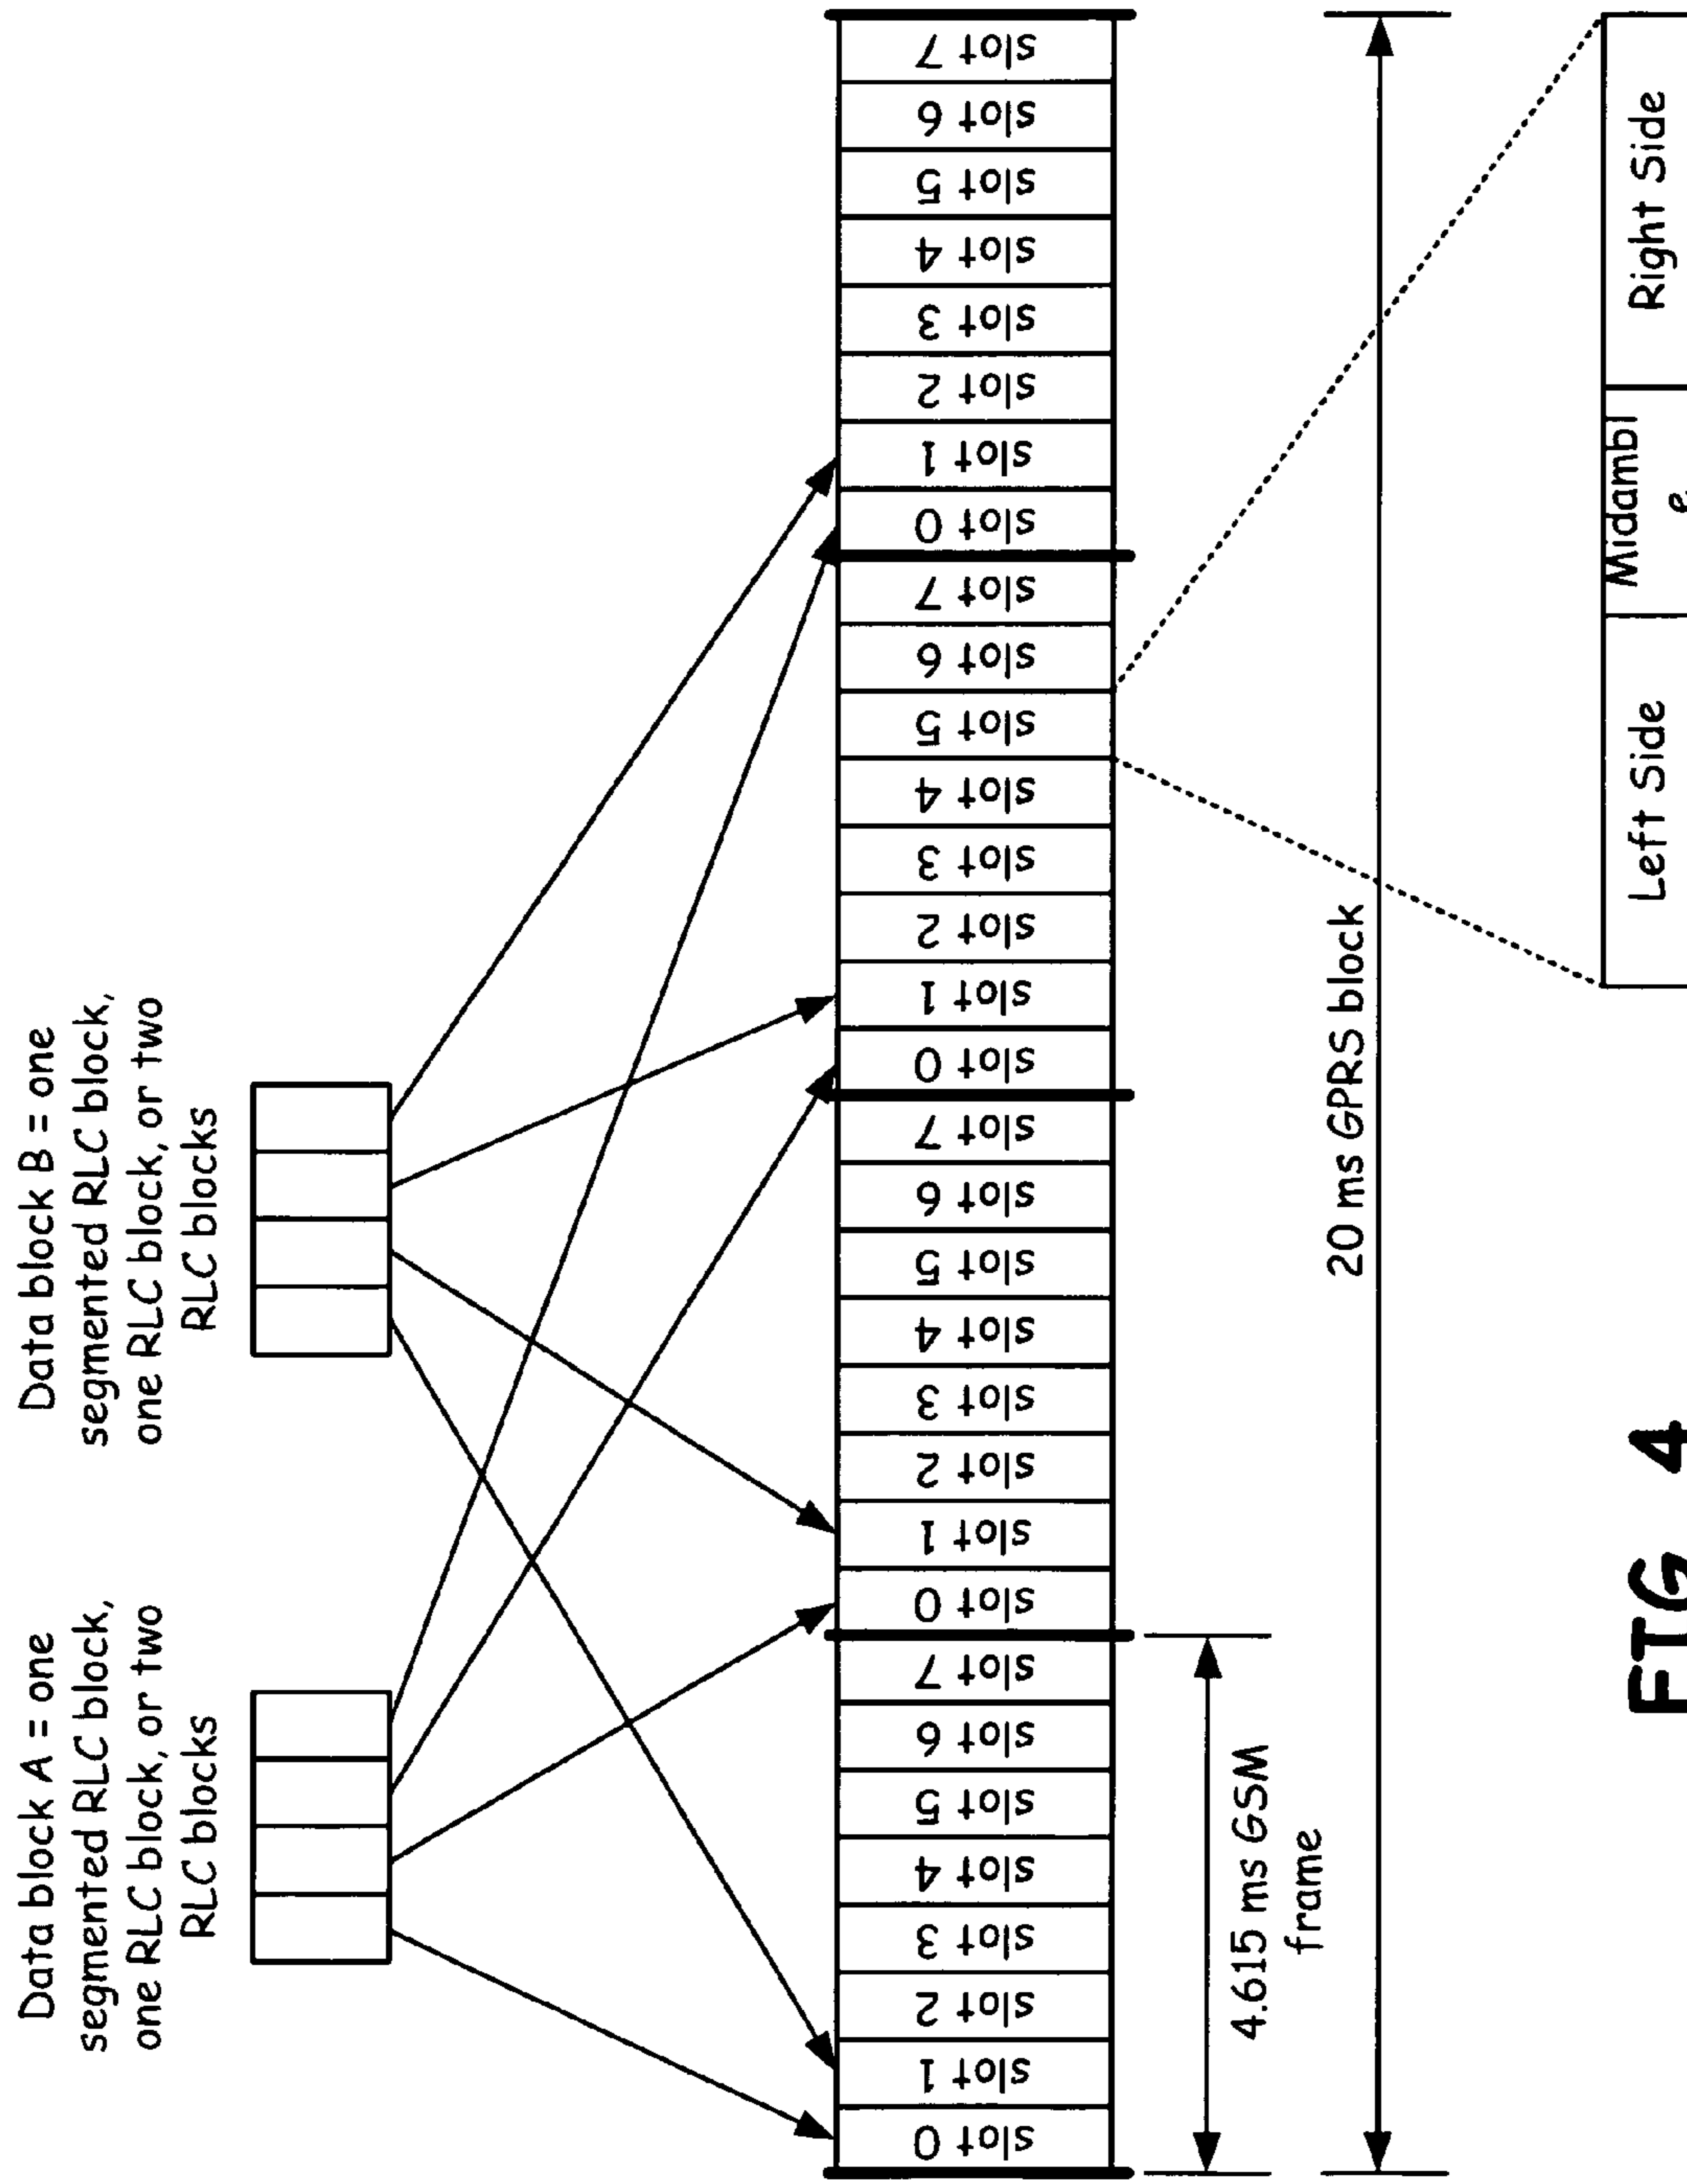 Data block A = one
segmented RLC block,
one RLC block, or two
RLC blocks
Data block B = one
segmented RLC block,
one RLC block, or two
RLC blocks
slot 0
slot 1
slot 2
slot 3
slot 4
slot 5
slot 6
slot 7
slot 0
slot 1
slot 2
slot 3
slot 4
slot 5
slot 6
slot 7
slot 0
slot 1
slot 2
slot 3
slot 4
slot 5
slot 6
slot 7
slot 0
slot 1
slot 2
slot 3
slot 4
slot 5
slot 6
slot 7
4.615 ms GSM
frame
20 ms GPRS block
Left Side
Midambl
e
Right Side
FIG 4